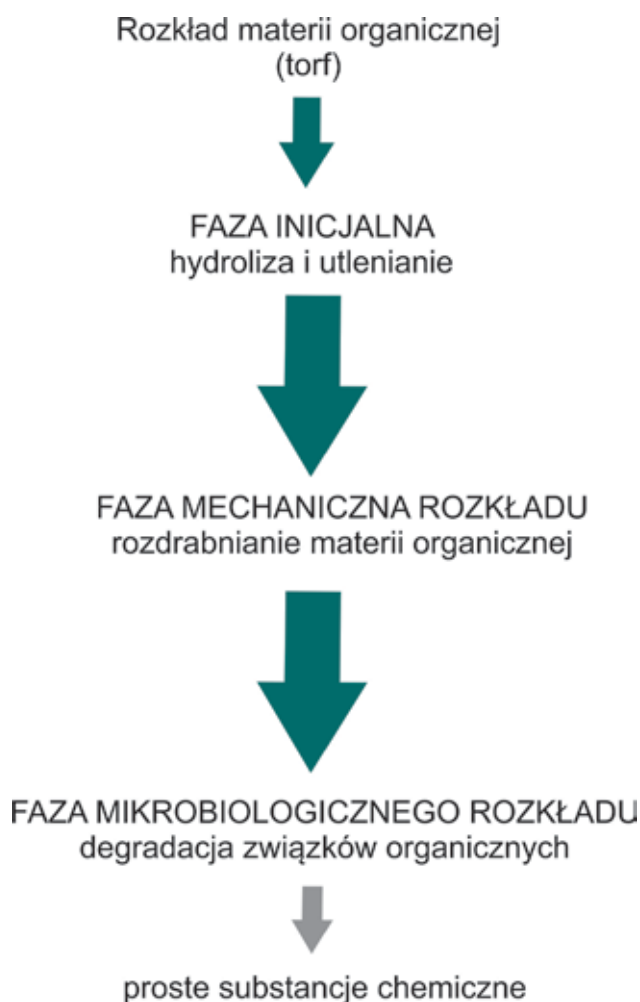 Rozkład materii organicznej
(torf)
FAZA INICJALNA
hydroliza i utlenianie
FAZA MECHANICZNA ROZKŁADU
rozdrabnianie materii organicznej
FAZA MIKROBIOLOGICZNEGO ROZKŁADU
degradacja związków organicznych
proste substancje chemiczne